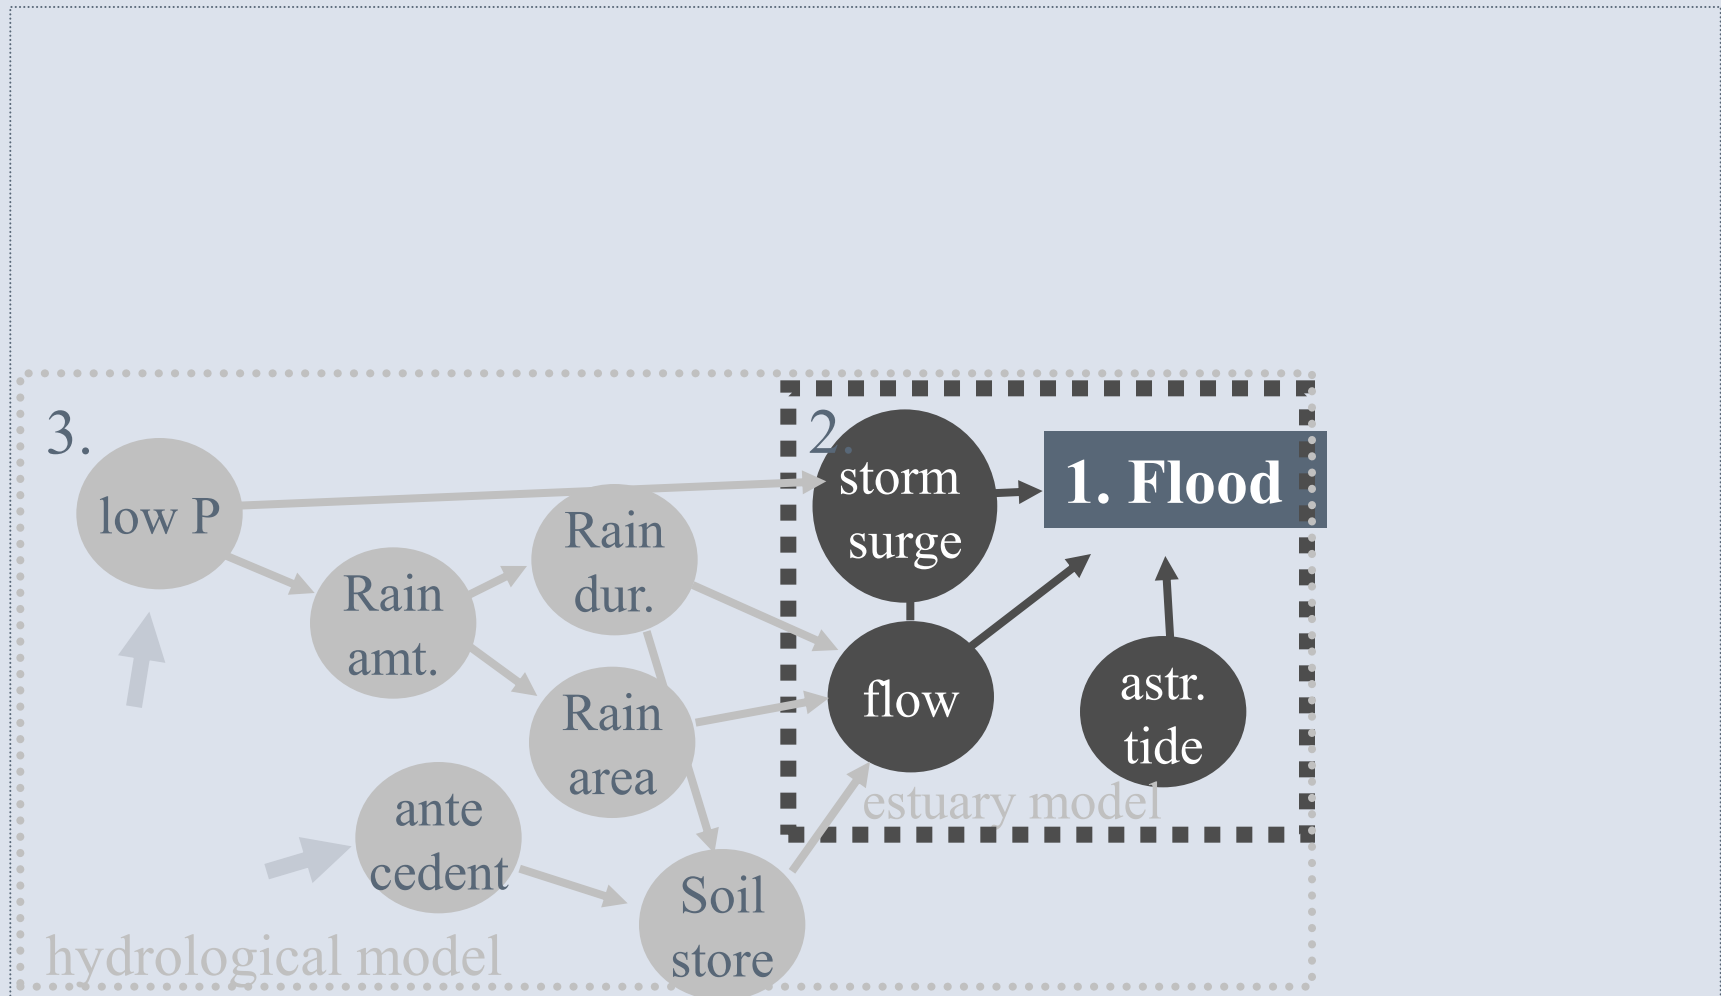 3.
low P
Rain
amt.
Rain
dur.
Rain
area
ante
cedent
Soil
store
hydrological model
2.
storm
surge
1. Flood
flow
astr.
tide
estuary model